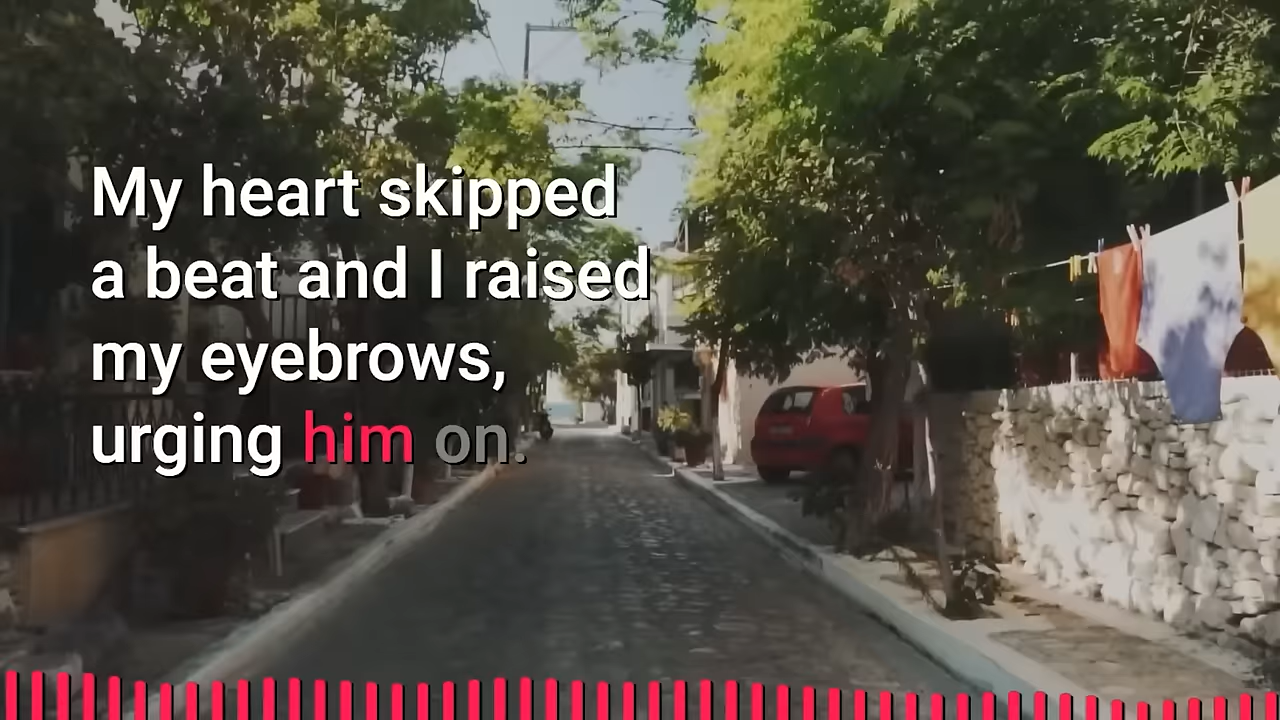 My heart skipped
a beat and I raised
my eyebrows,
urging him on.